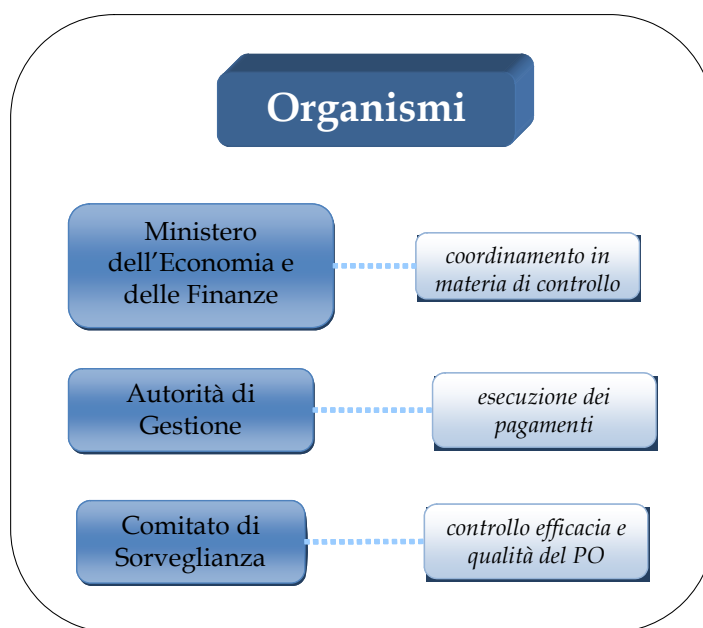 Organismi
Ministero
dell’Economia e
delle Finanze
coordinamento in
materia di controllo
Autorità di
Gestione
esecuzione dei
pagamenti
Comitato di
Sorveglianza
controllo efficacia e
qualità del PO